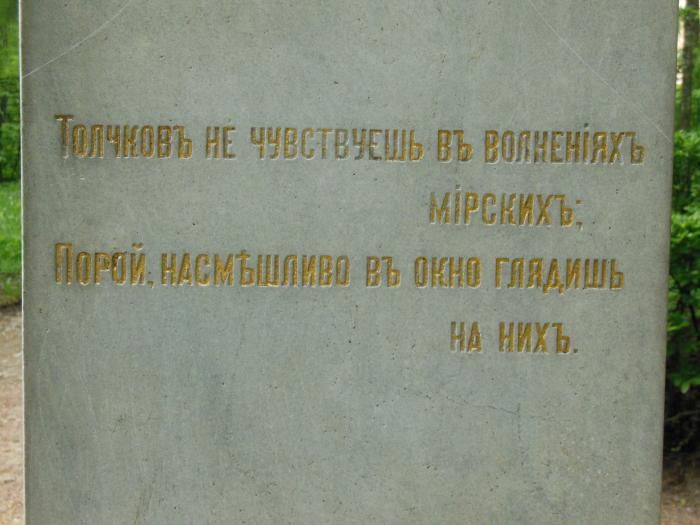 Толчковъ не чувствуешь въ волненіяхъ
мірскихъ;
Порой, насмѣшливо въ окно глядишь
на нихъ.